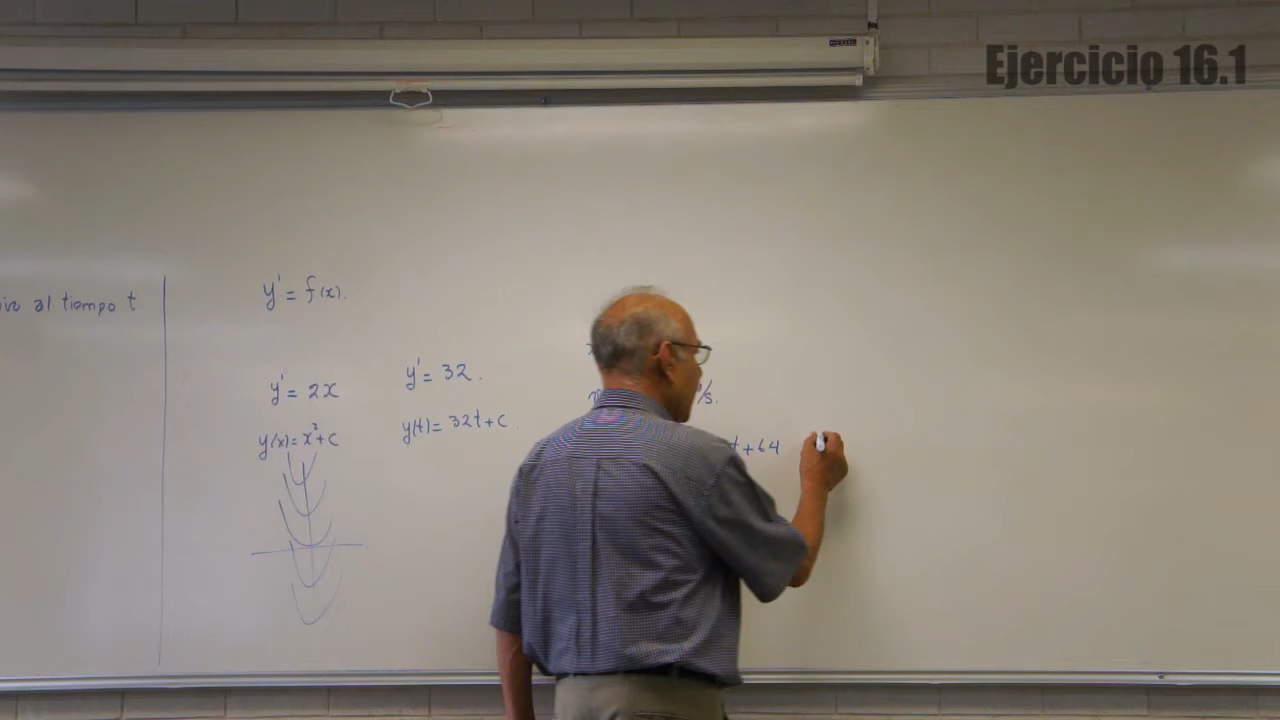 Ejercicio 16.1
al tiempo t
y' = f(x).
y' = 2x
y(x) = x² + c
y' = 32.
y(t) = 32t + c.
/s.
t + 64